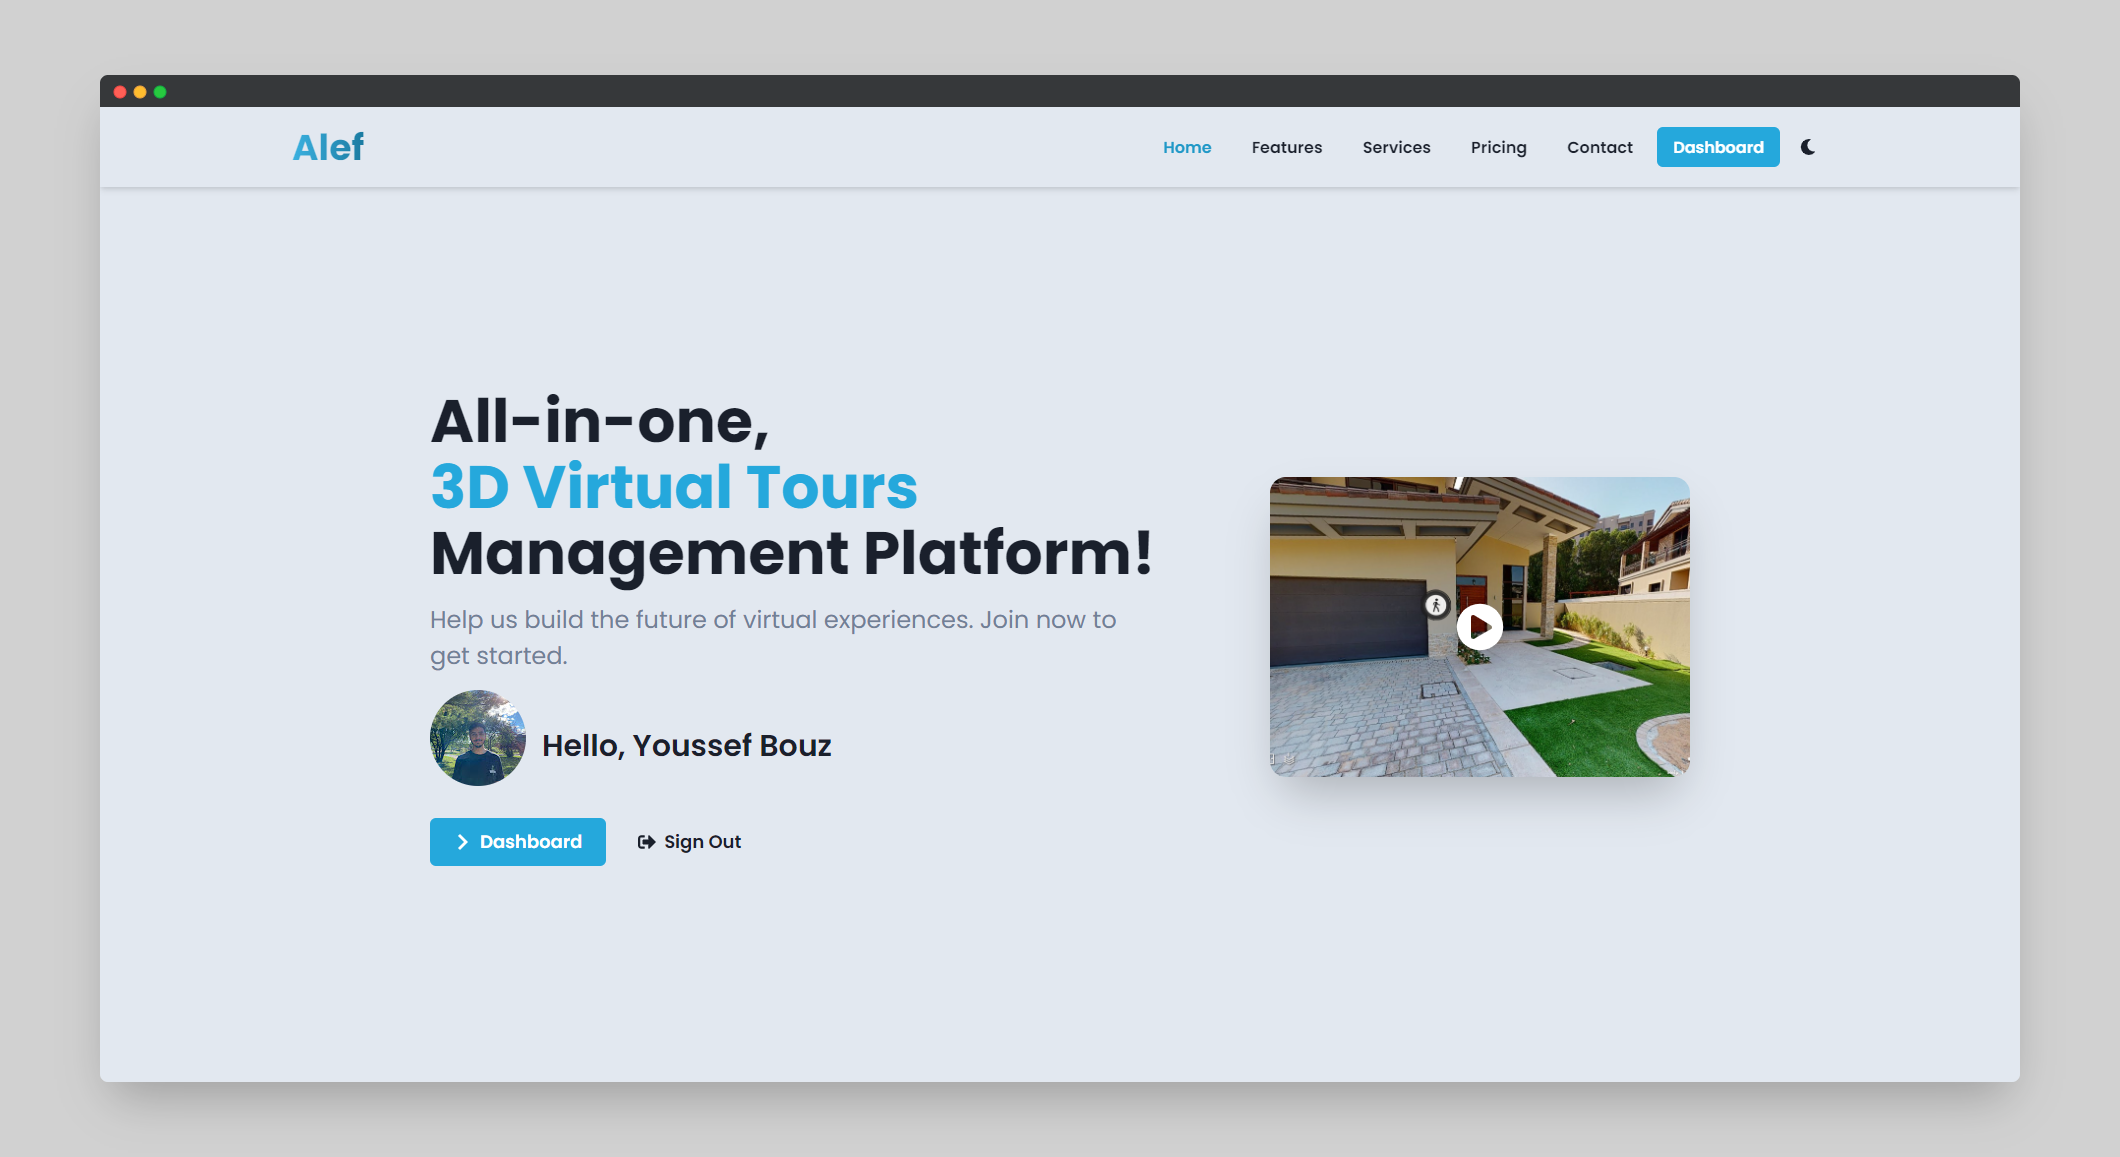 Alef
Home Features Services Pricing Contact Dashboard
All-in-one,
3D Virtual Tours
Management Platform!
Help us build the future of virtual experiences. Join now to
get started.
Hello, Youssef Bouz
Dashboard Sign Out